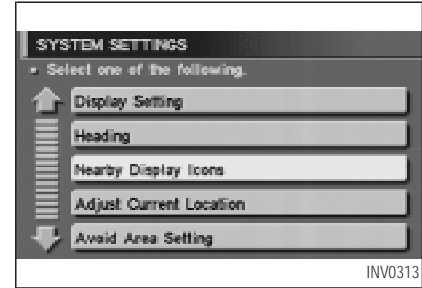 SYSTEM SETTINGS
• Select one of the following.
Display Setting
Heading
Nearby Display Icons
Adjust Current Location
Avoid Area Setting
INV0313